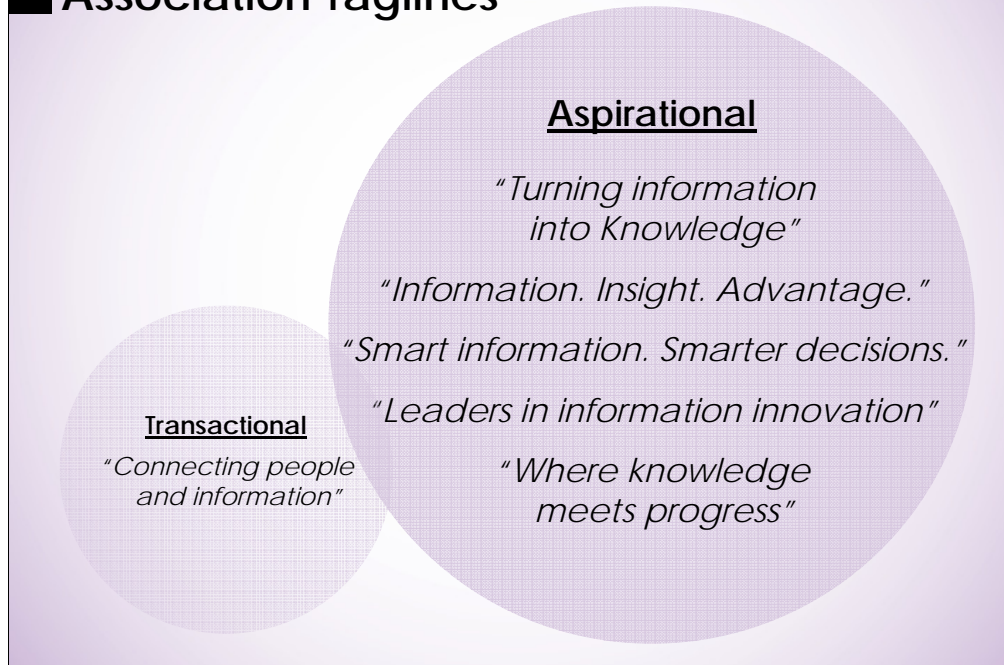 Association Taglines
Aspirational
"Turning information
into Knowledge"
"Information. Insight. Advantage."
"Smart information. Smarter decisions."
"Leaders in information innovation"
"Where knowledge
meets progress"
Transactional
"Connecting people
and information"